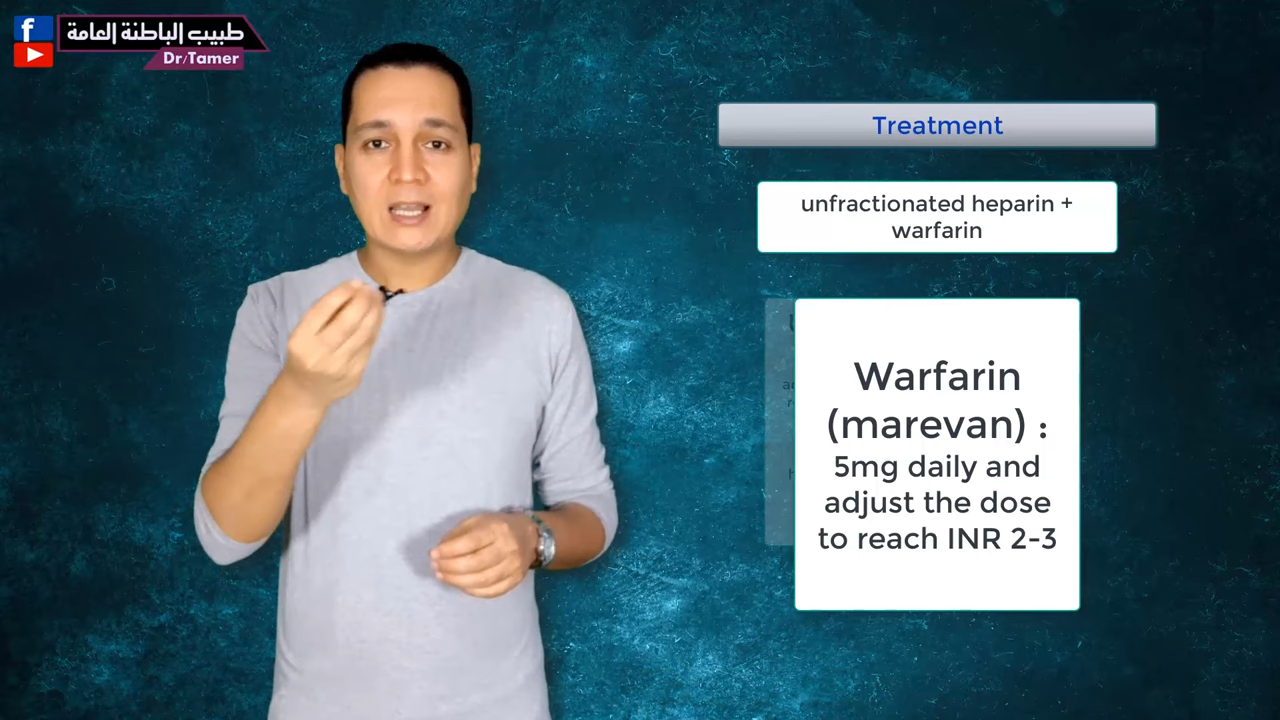 طبيب الباطنة العامة
Dr/Tamer
Treatment
unfractionated heparin +
warfarin
Warfarin
(marevan) :
5mg daily and
adjust the dose
to reach INR 2-3